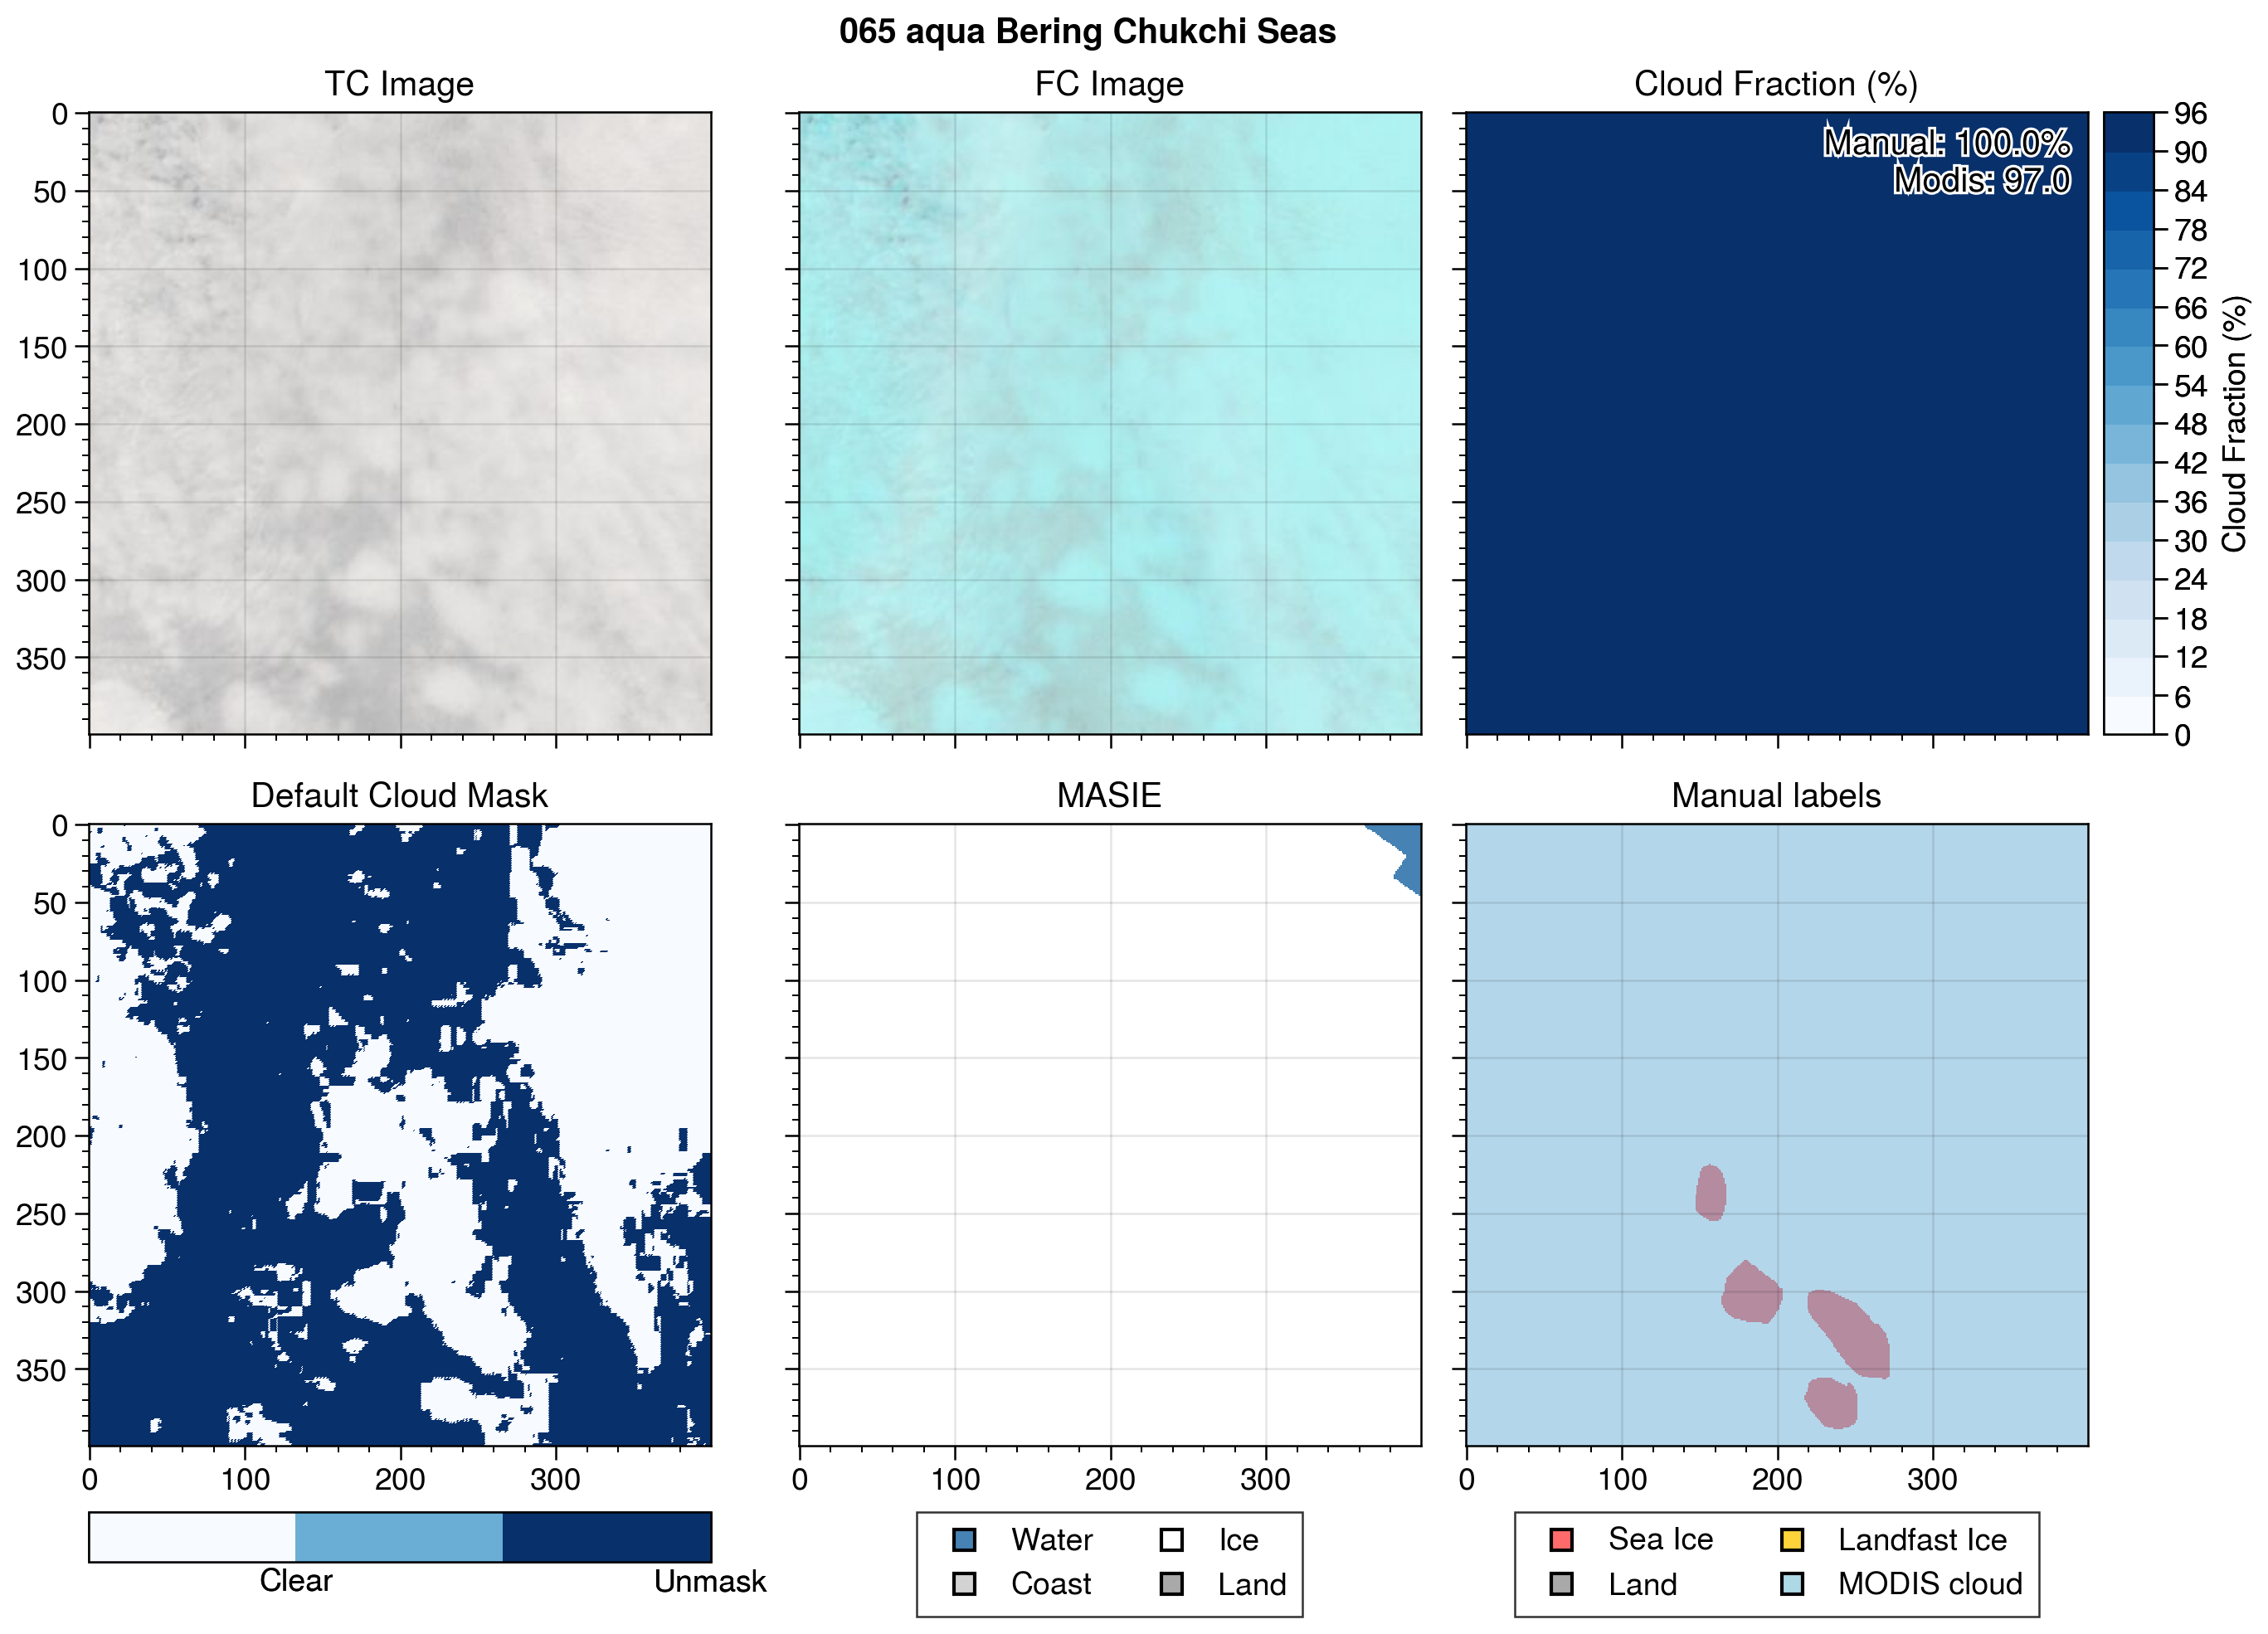 065 aqua Bering Chukchi Seas
TC Image
FC Image
Cloud Fraction (%)
0
50
100
150
200
250
300
350
Manual: 100.0%
Modis: 97.0
96
90
84
78
72
66
60
54
48
42
36
30
24
18
12
6
0
Cloud Fraction (%)
Default Cloud Mask
MASIE
Manual labels
0
50
100
150
200
250
300
350
0 100 200 300
0 100 200 300
0 100 200 300
Clear Unmask
Water Ice
Coast Land
Sea Ice Landfast Ice
Land MODIS cloud